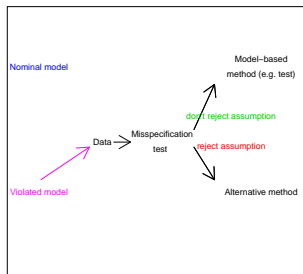 Model–based
method (e.g. test)
Nominal model
don't reject assumption
Data
Misspecification
test
reject assumption
Violated model
Alternative method